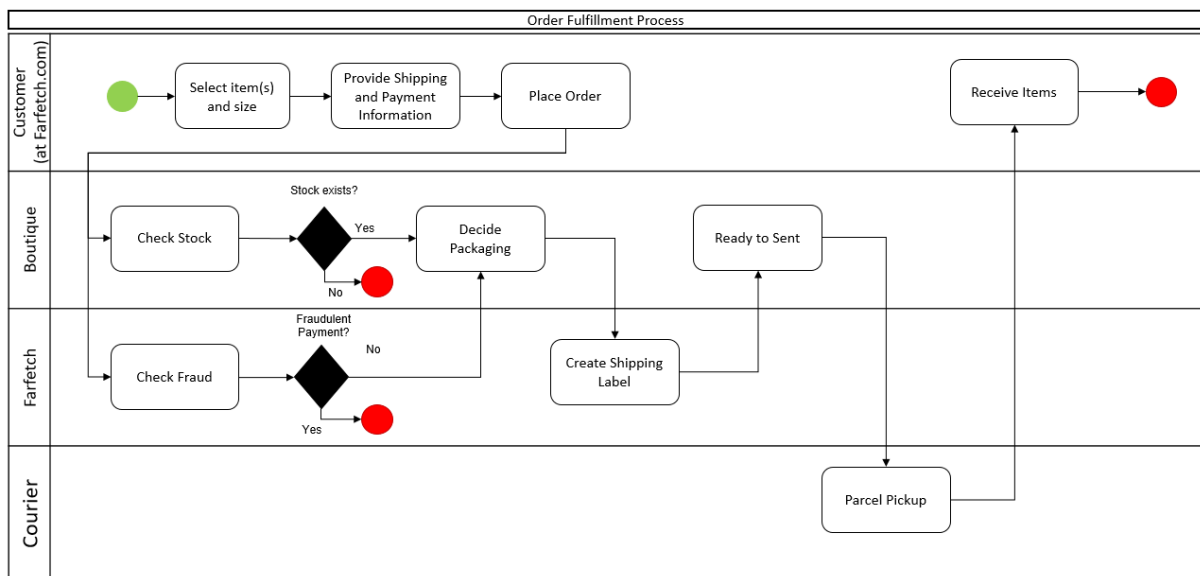 Order Fulfillment Process
Customer
(at Farfetch.com)
Select item(s)
and size
Provide Shipping
and Payment
Information
Place Order
Receive Items
Boutique
Check Stock
Stock exists?
Yes
No
Decide
Packaging
Ready to Sent
Farfetch
Check Fraud
Fraudulent
Payment?
No
Yes
Create Shipping
Label
Courier
Parcel Pickup